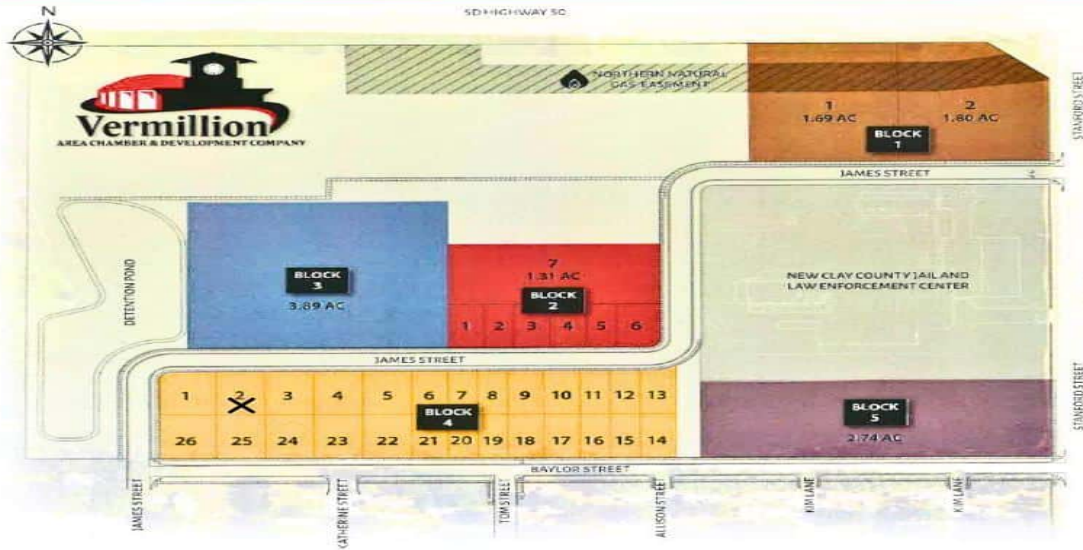 N
SD HIGHWAY 50
NORTHERN NATURAL
GAS EASEMENT
Vermillion
AREA CHAMBER & DEVELOPMENT COMPANY
1
1.69 AC
2
1.80 AC
BLOCK
1
STANFORD STREET
JAMES STREET
DETENTION POND
BLOCK
3
3.89 AC
7
1.31 AC
BLOCK
2
1 2 3 4 5 6
NEW CLAY COUNTY JAIL AND
LAW ENFORCEMENT CENTER
JAMES STREET
STANFORD STREET
1 2 3 4 5 6 7 8 9 10 11 12 13
BLOCK
4
26 25 24 23 22 21 20 19 18 17 16 15 14
BLOCK
5
2.74 AC
BAYLOR STREET
JAMES STREET
CATHERINE STREET
TOM STREET
ALLISON STREET
KIM LANE
KIM LANE